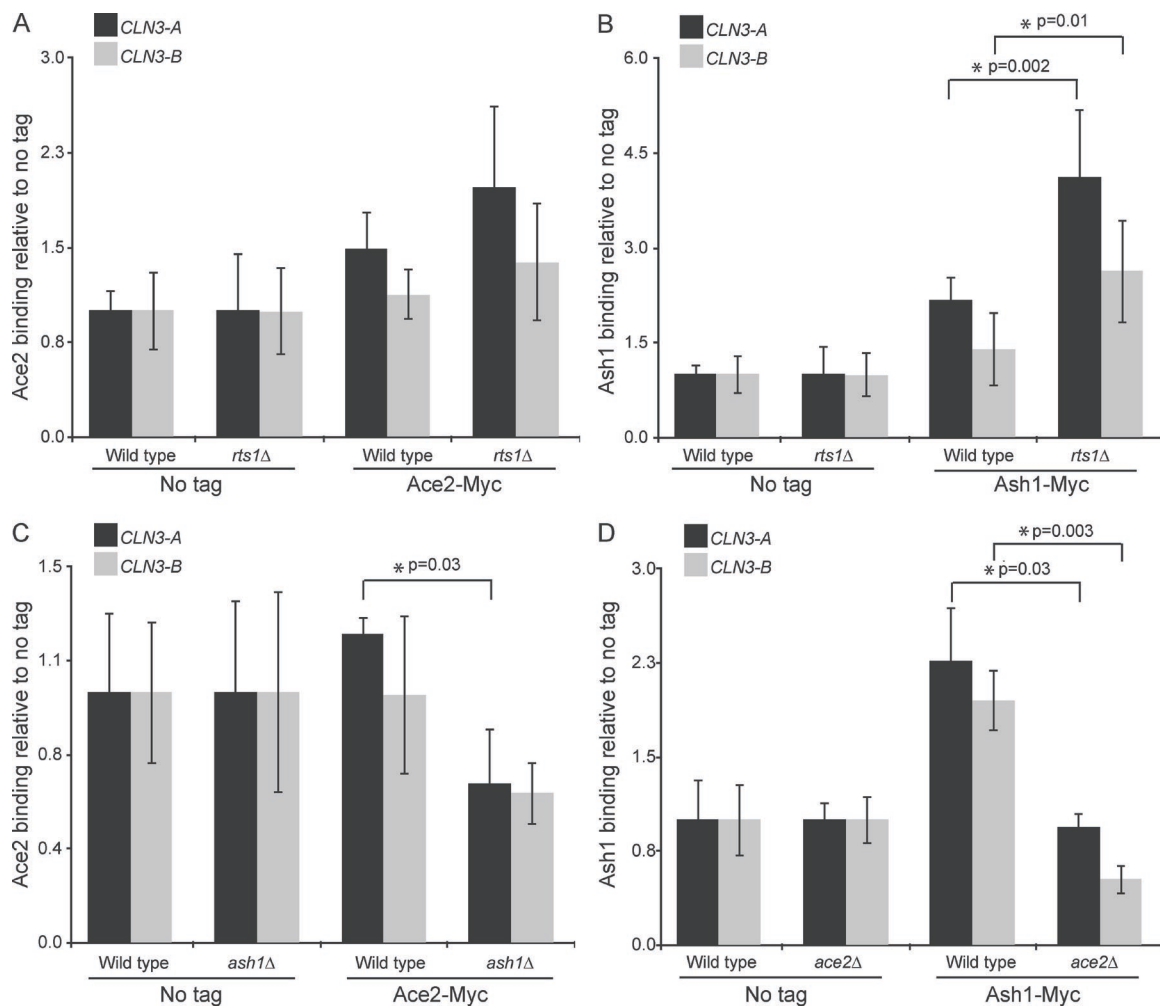 A
CLN3-A
CLN3-B
3.0
2.3
1.5
0.8
0.0
Ace2 binding relative to no tag
Wild type rts1Δ Wild type rts1Δ
No tag Ace2-Myc
B
CLN3-A
CLN3-B
* p=0.01
* p=0.002
6.0
4.5
3.0
1.5
0.0
Ash1 binding relative to no tag
Wild type rts1Δ Wild type rts1Δ
No tag Ash1-Myc
C
CLN3-A
CLN3-B
* p=0.03
1.5
1.1
0.8
0.4
0.0
Ace2 binding relative to no tag
Wild type ash1Δ Wild type ash1Δ
No tag Ace2-Myc
D
CLN3-A
CLN3-B
* p=0.003
* p=0.03
3.0
2.3
1.5
0.8
0.0
Ash1 binding relative to no tag
Wild type ace2Δ Wild type ace2Δ
No tag Ash1-Myc